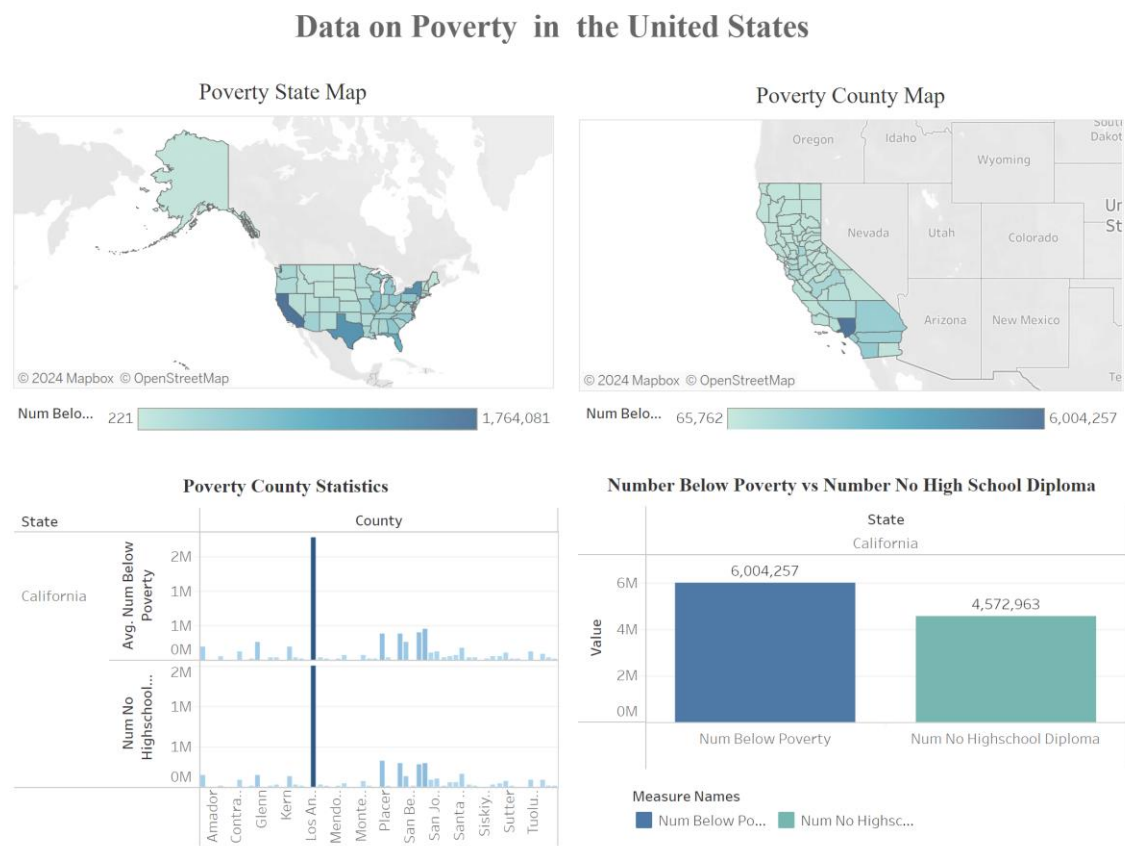 Data on Poverty in the United States
Poverty State Map
Poverty County Map
© 2024 Mapbox © OpenStreetMap
Oregon
Idaho
Wyoming
South
Dakot
Nevada
Utah
Colorado
Ur
St
Arizona
New Mexico
Te
© 2024 Mapbox © OpenStreetMap
Num Belo... 221 1,764,081
Num Belo... 65,762 6,004,257
Poverty County Statistics
State
County
California
Avg. Num Below
Poverty
2M
1M
1M
0M
Num No
Highschool...
2M
1M
1M
0M
Amador
Contra..
Glenn
Kern
Los An..
Mendo..
Monte..
Placer
San Be..
San Jo..
Santa ..
Siskiy..
Sutter
Tuolu..
Number Below Poverty vs Number No High School Diploma
State
California
Value
6M
4M
2M
0M
6,004,257
4,572,963
Num Below Poverty
Num No Highschool Diploma
Measure Names
Num Below Po...
Num No Highsc...